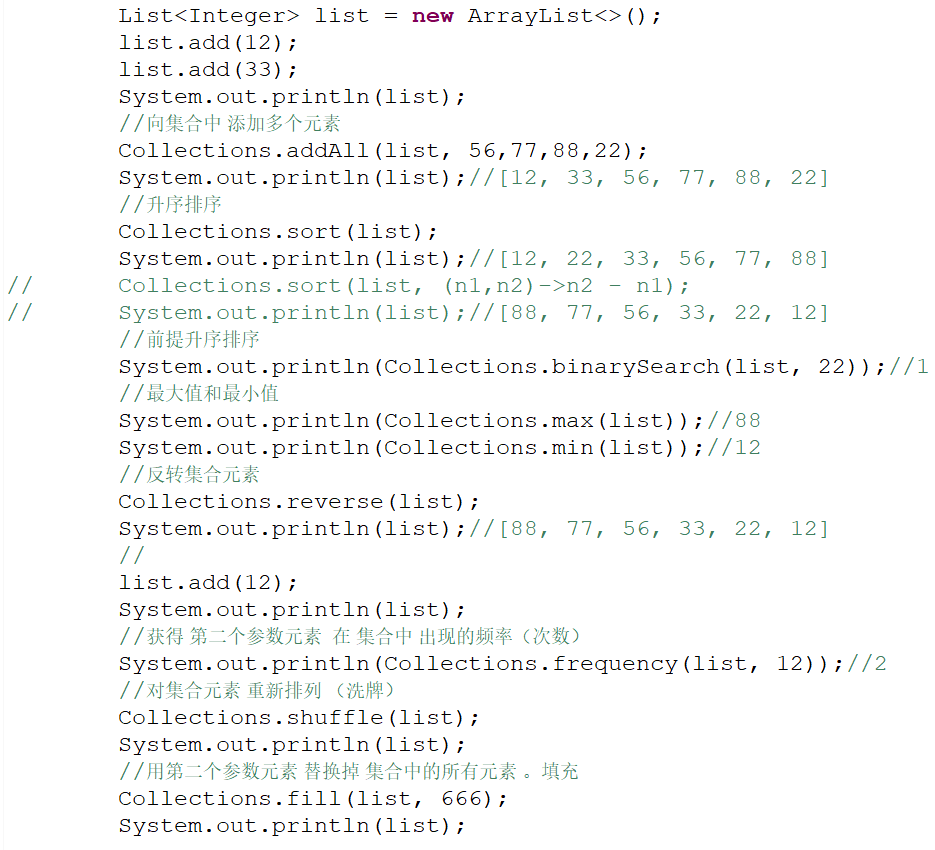 List<Integer> list = new ArrayList<>();
list.add(12);
list.add(33);
System.out.println(list);
//向集合中 添加多个元素
Collections.addAll(list, 56,77,88,22);
System.out.println(list);//[12, 33, 56, 77, 88, 22]
//升序排序
Collections.sort(list);
System.out.println(list);//[12, 22, 33, 56, 77, 88]
// Collections.sort(list, (n1,n2)->n2 - n1);
// System.out.println(list);//[88, 77, 56, 33, 22, 12]
//前提升序排序
System.out.println(Collections.binarySearch(list, 22));//1
//最大值和最小值
System.out.println(Collections.max(list));//88
System.out.println(Collections.min(list));//12
//反转集合元素
Collections.reverse(list);
System.out.println(list);//[88, 77, 56, 33, 22, 12]
//
list.add(12);
System.out.println(list);
//获得 第二个参数元素 在 集合中 出现的频率（次数）
System.out.println(Collections.frequency(list, 12));//2
//对集合元素 重新排列 （洗牌）
Collections.shuffle(list);
System.out.println(list);
//用第二个参数元素 替换掉 集合中的所有元素 。填充
Collections.fill(list, 666);
System.out.println(list);